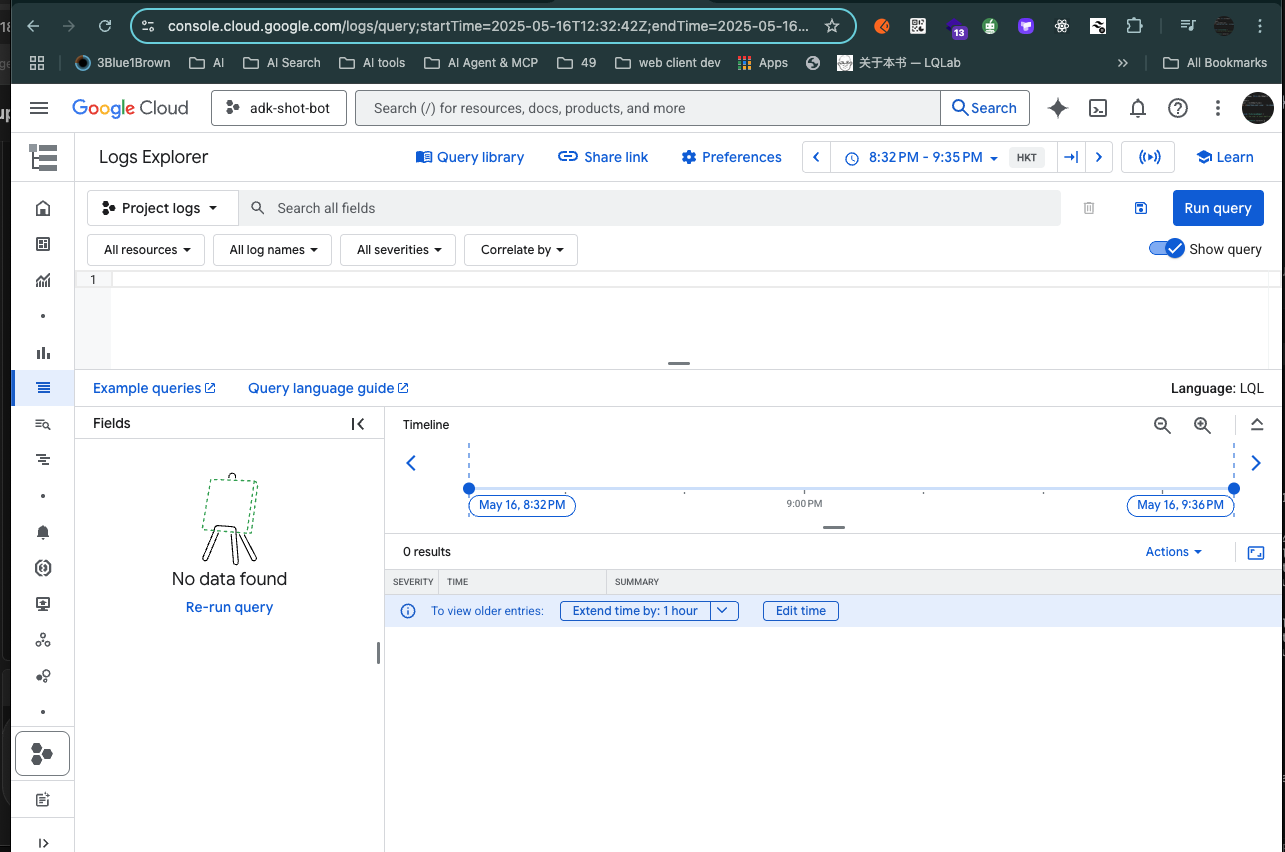 console.cloud.google.com/logs/query;startTime=2025-05-16T12:32:42Z;endTime=2025-05-16...
13
3Blue1Brown AI AI Search AI tools AI Agent & MCP 49 web client dev Apps 关于本书 — LQLab All Bookmarks
Google Cloud adk-shot-bot Search (/) for resources, docs, products, and more Search
Logs Explorer Query library Share link Preferences 8:32 PM - 9:35 PM HKT Learn
Project logs Search all fields Run query
All resources All log names All severities Correlate by Show query
1
Example queries Query language guide Language: LQL
Fields
No data found
Re-run query
Timeline
9:00 PM
May 16, 8:32 PM May 16, 9:36 PM
0 results Actions
SEVERITY TIME SUMMARY
To view older entries: Extend time by: 1 hour Edit time